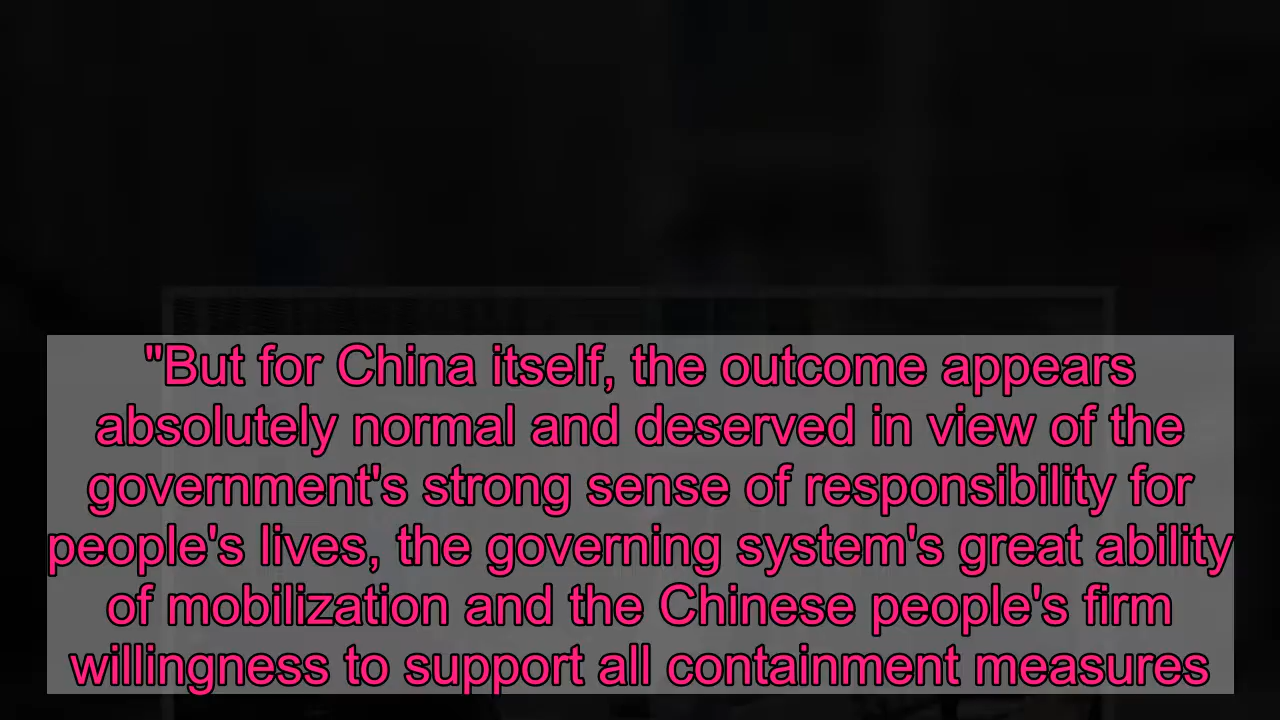 "But for China itself, the outcome appears
absolutely normal and deserved in view of the
government's strong sense of responsibility for
people's lives, the governing system's great ability
of mobilization and the Chinese people's firm
willingness to support all containment measures